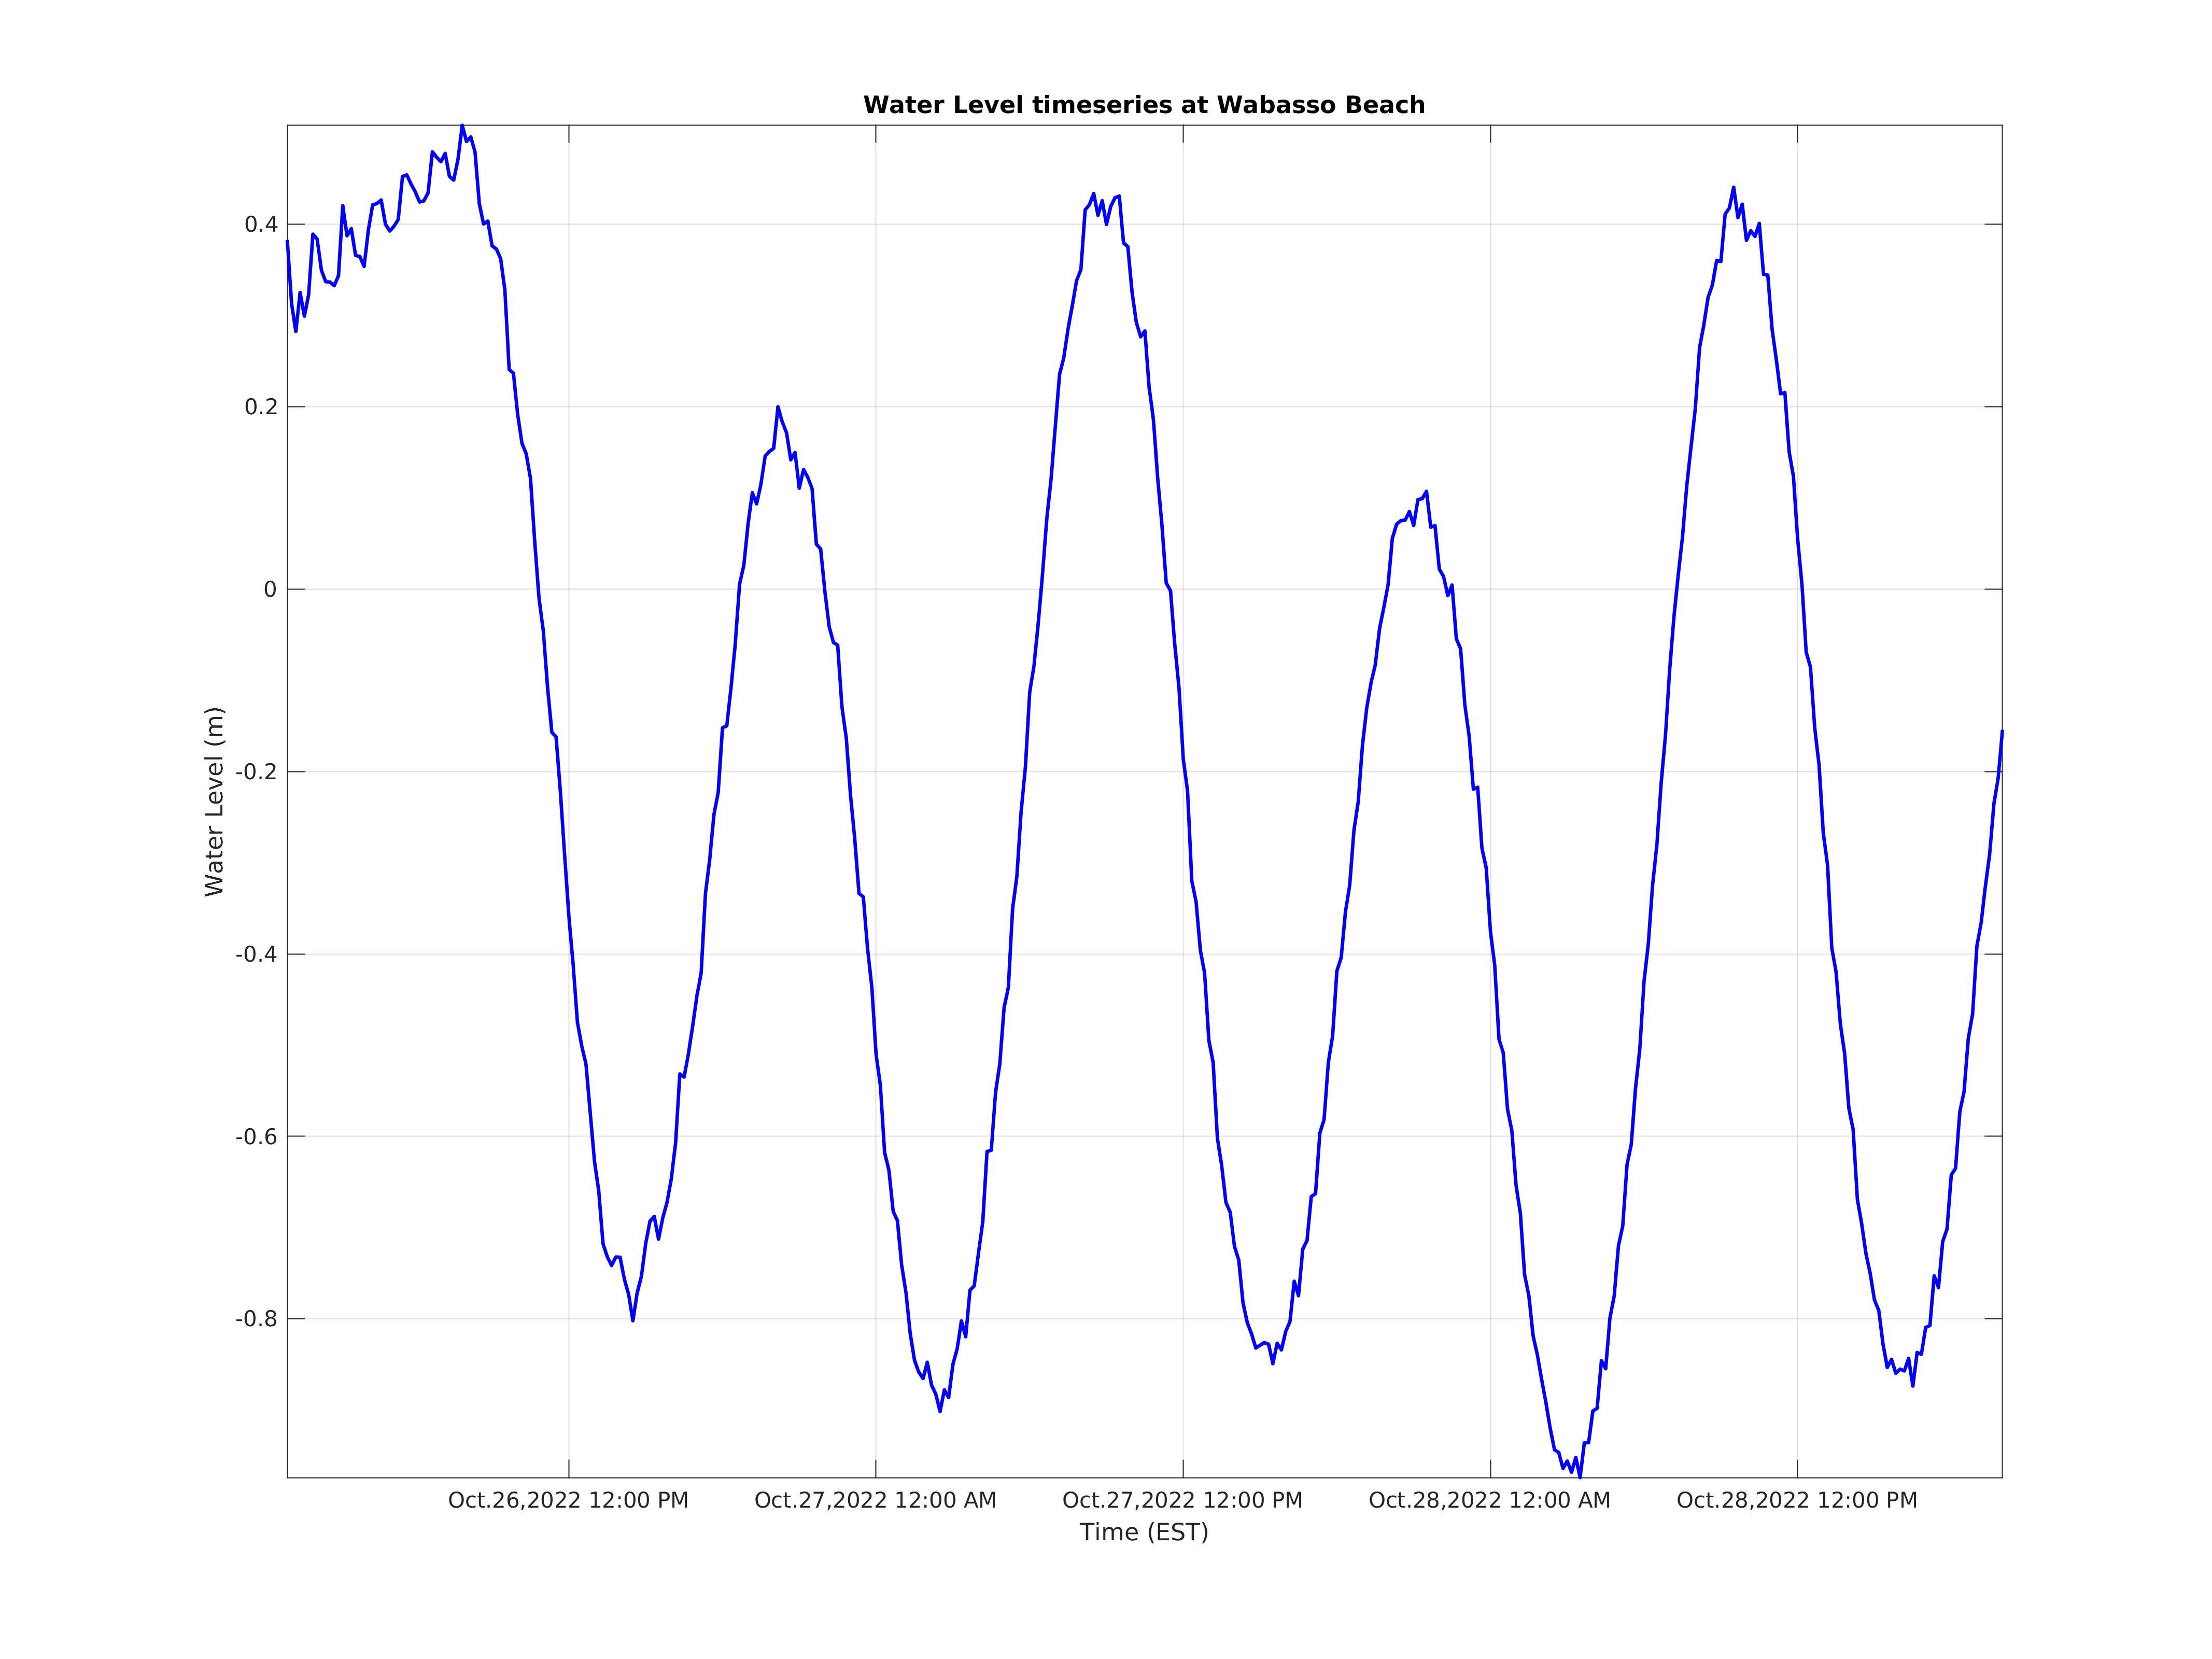 Water Level timeseries at Wabasso Beach
0.4
0.2
0
-0.2
-0.4
-0.6
-0.8
Water Level (m)
Oct.26,2022 12:00 PM
Oct.27,2022 12:00 AM
Oct.27,2022 12:00 PM
Oct.28,2022 12:00 AM
Oct.28,2022 12:00 PM
Time (EST)